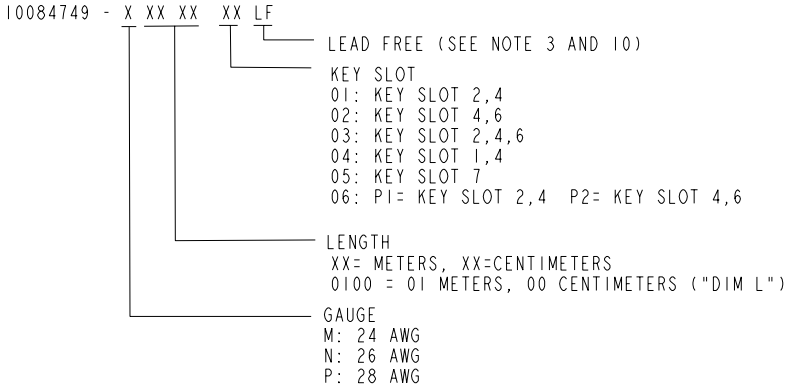 10084749 - X XX XX XX LF
LEAD FREE (SEE NOTE 3 AND 10)
KEY SLOT
01: KEY SLOT 2,4
02: KEY SLOT 4,6
03: KEY SLOT 2,4,6
04: KEY SLOT 1,4
05: KEY SLOT 7
06: P1= KEY SLOT 2,4 P2= KEY SLOT 4,6
LENGTH
XX= METERS, XX=CENTIMETERS
0100 = 01 METERS, 00 CENTIMETERS ("DIM L")
GAUGE
M: 24 AWG
N: 26 AWG
P: 28 AWG